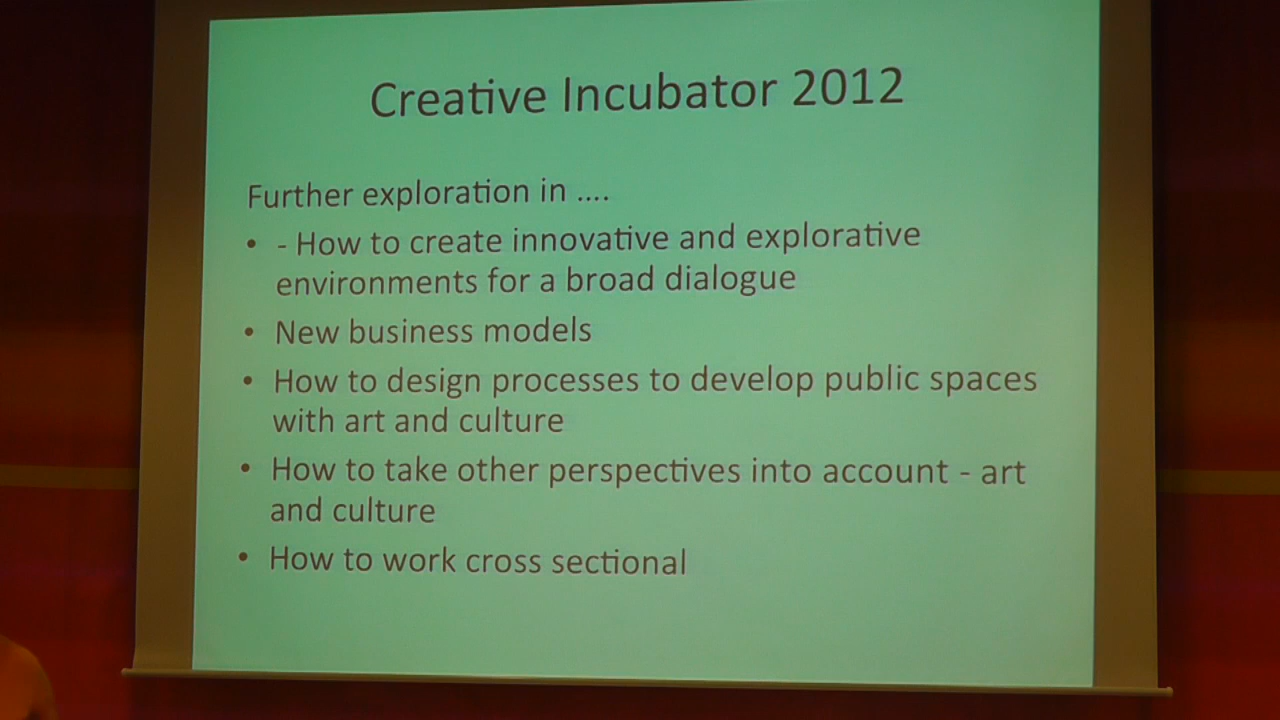 Creative Incubator 2012
Further exploration in ....
• - How to create innovative and explorative
environments for a broad dialogue
• New business models
• How to design processes to develop public spaces
with art and culture
• How to take other perspectives into account - art
and culture
• How to work cross sectional